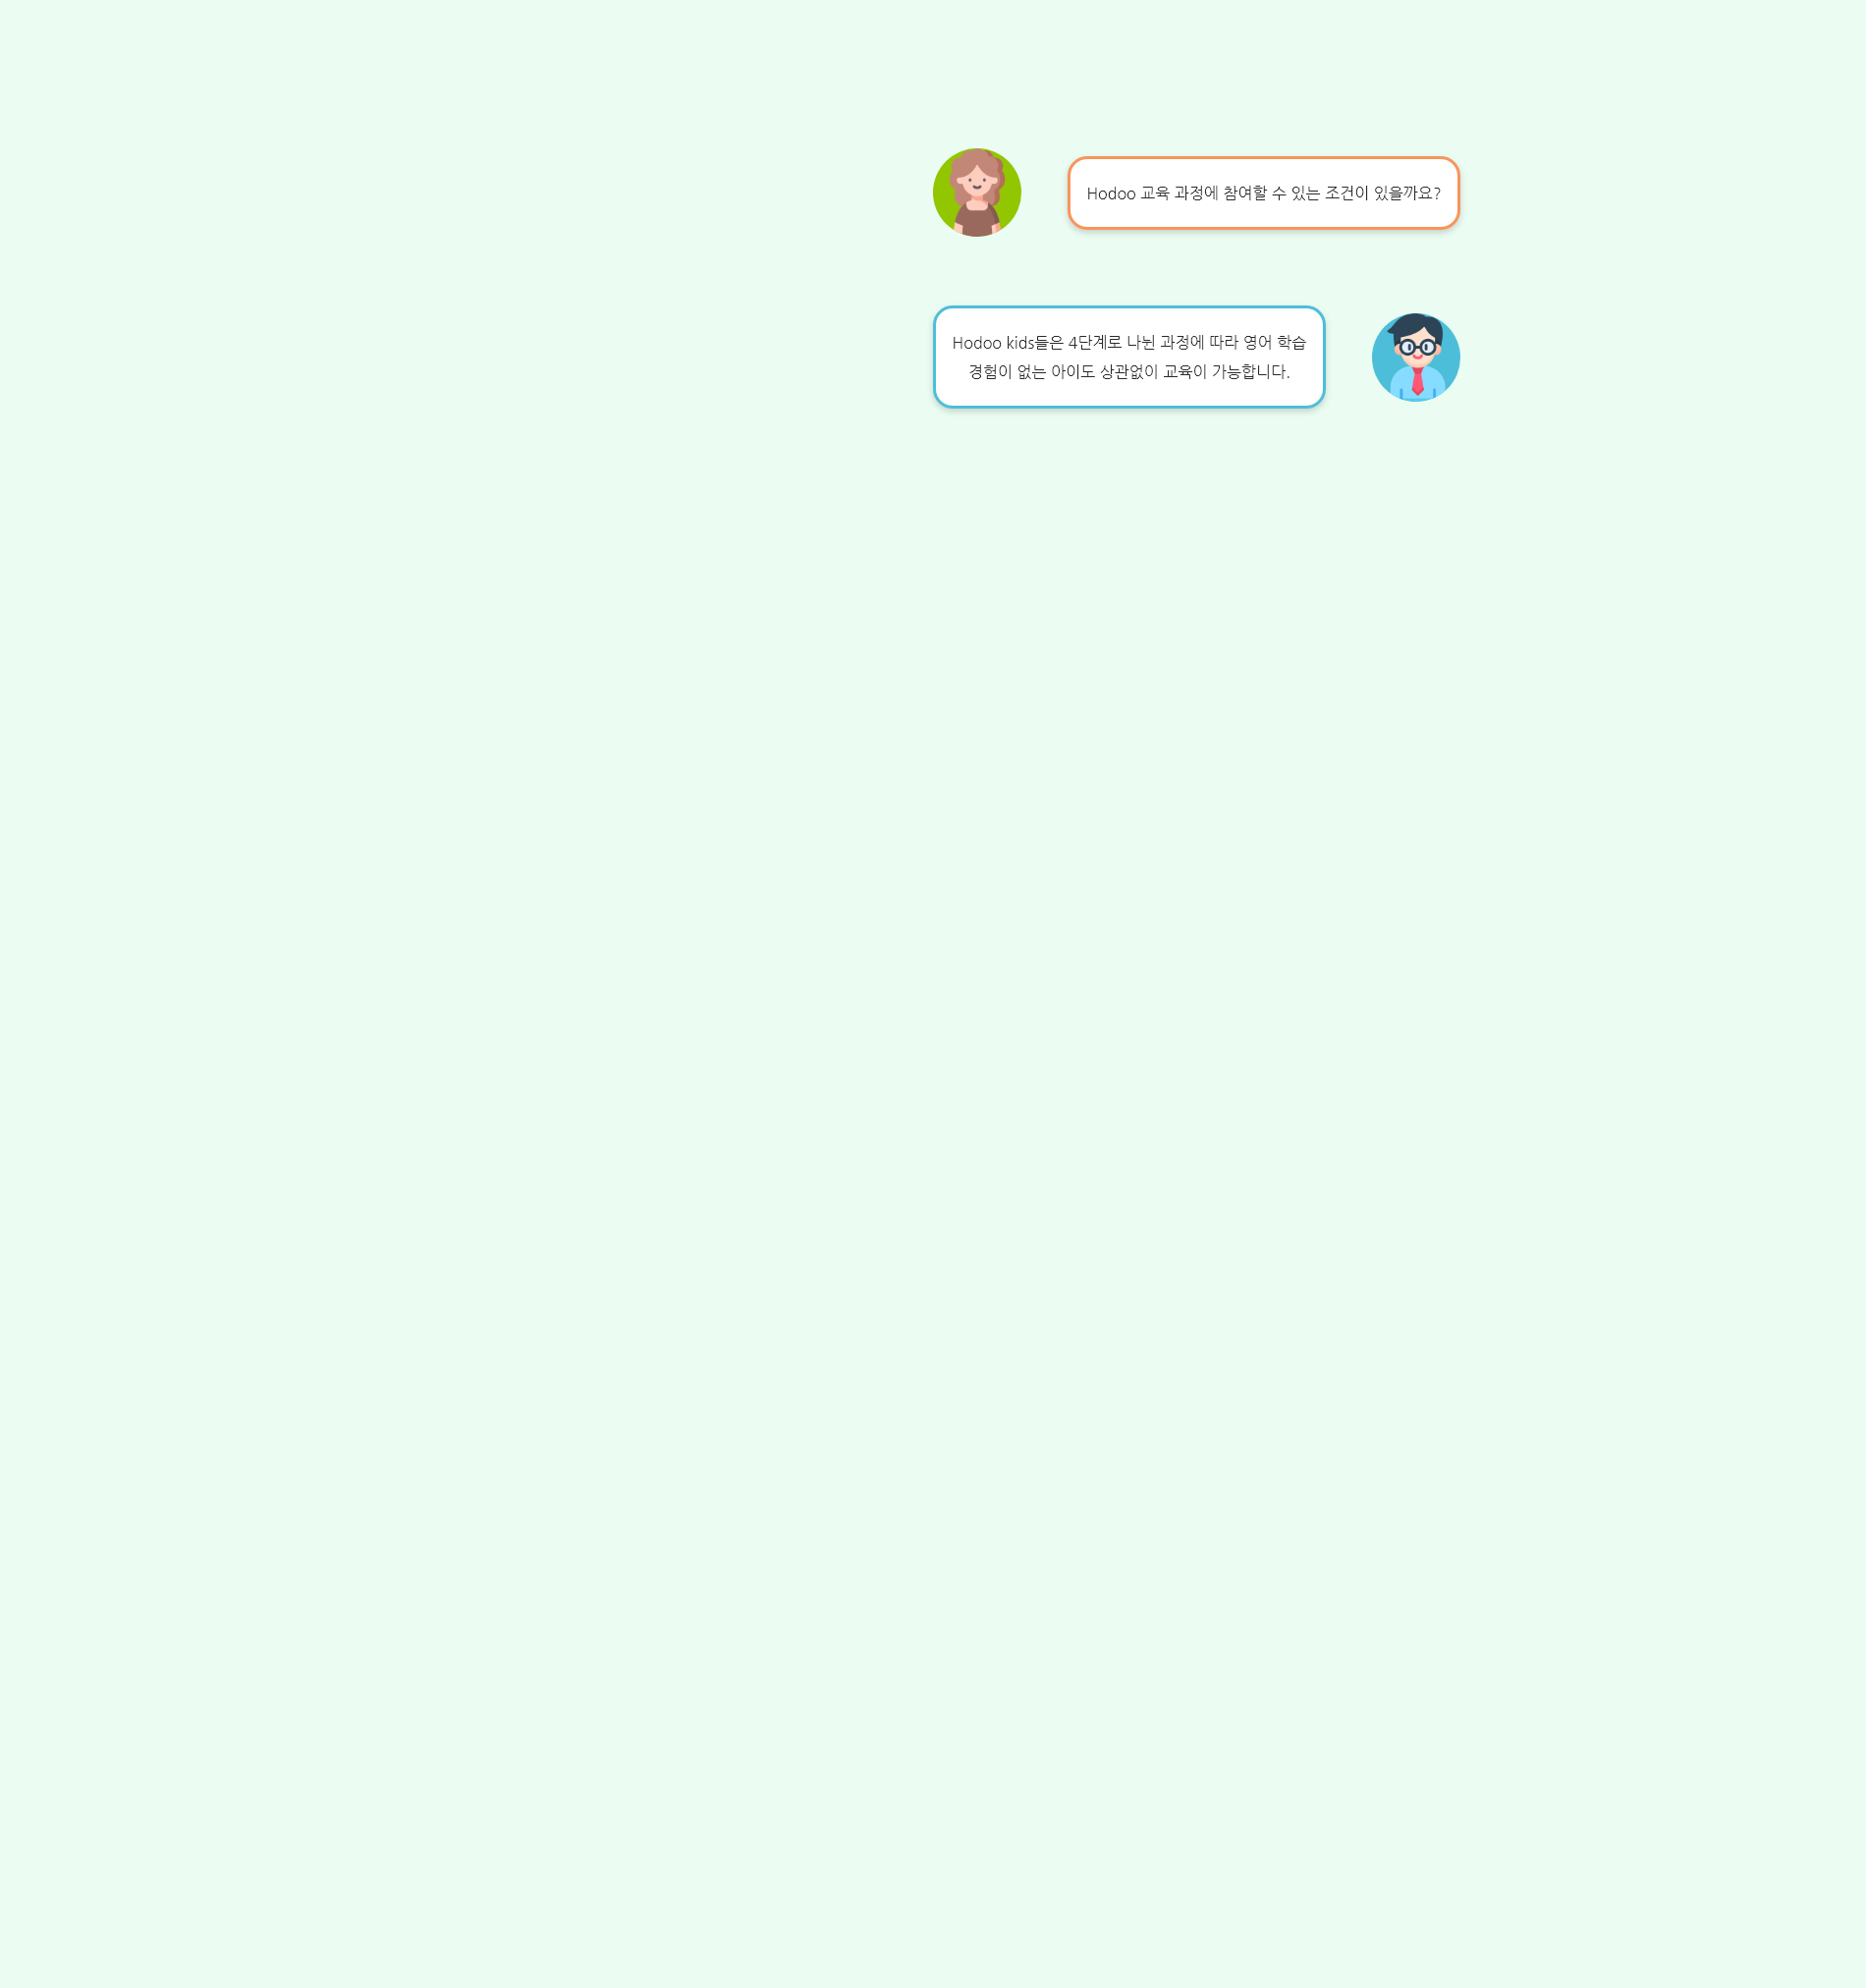 Hodoo 교육 과정에 참여할 수 있는 조건이 있을까요?
Hodoo kids들은 4단계로 나뉜 과정에 따라 영어 학습
경험이 없는 아이도 상관없이 교육이 가능합니다.